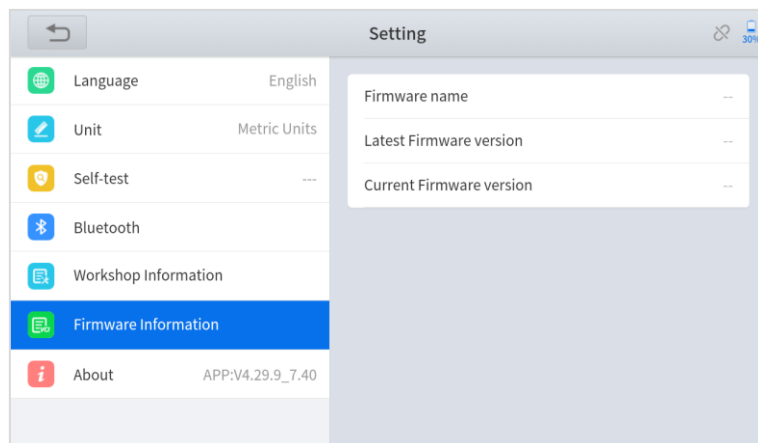 Setting
30%
Language English
Unit Metric Units
Self-test ---
Bluetooth
Workshop Information
Firmware Information
About APP:V4.29.9_7.40
Firmware name --
Latest Firmware version --
Current Firmware version --